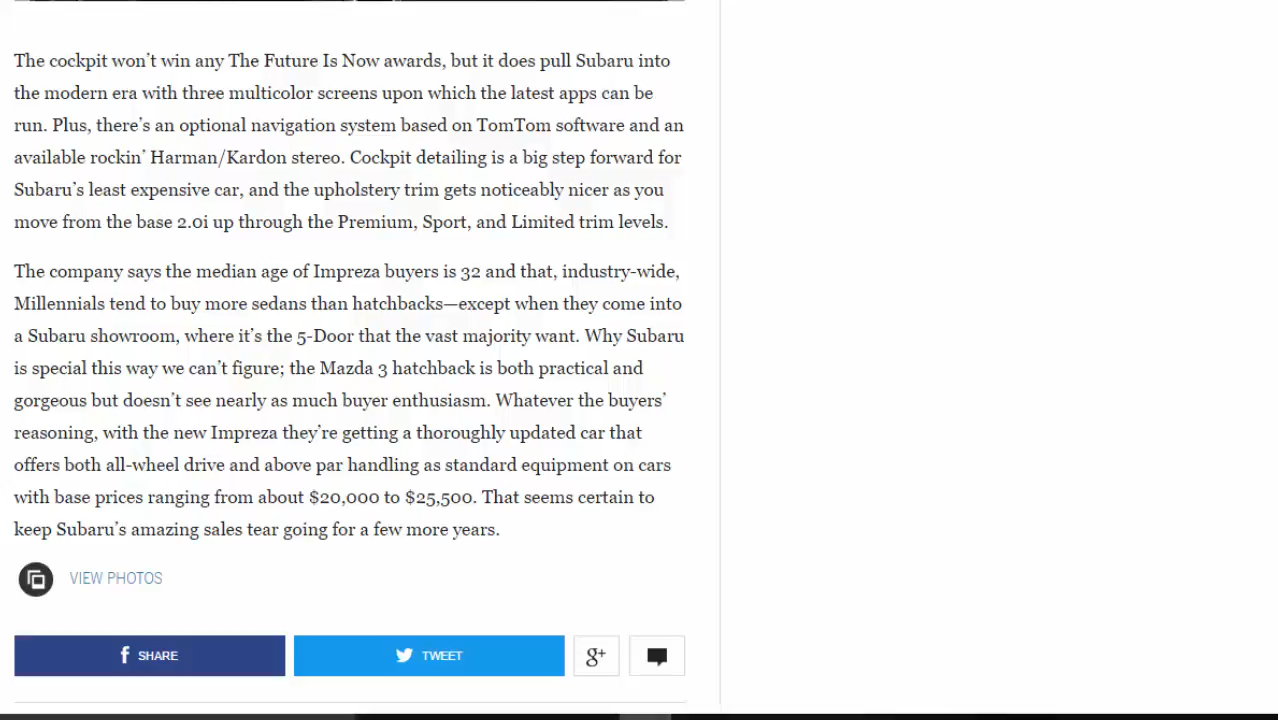 The cockpit won’t win any The Future Is Now awards, but it does pull Subaru into
the modern era with three multicolor screens upon which the latest apps can be
run. Plus, there’s an optional navigation system based on TomTom software and an
available rockin’ Harman/Kardon stereo. Cockpit detailing is a big step forward for
Subaru’s least expensive car, and the upholstery trim gets noticeably nicer as you
move from the base 2.0i up through the Premium, Sport, and Limited trim levels.
The company says the median age of Impreza buyers is 32 and that, industry-wide,
Millennials tend to buy more sedans than hatchbacks—except when they come into
a Subaru showroom, where it’s the 5-Door that the vast majority want. Why Subaru
is special this way we can’t figure; the Mazda 3 hatchback is both practical and
gorgeous but doesn’t see nearly as much buyer enthusiasm. Whatever the buyers’
reasoning, with the new Impreza they’re getting a thoroughly updated car that
offers both all-wheel drive and above par handling as standard equipment on cars
with base prices ranging from about $20,000 to $25,500. That seems certain to
keep Subaru’s amazing sales tear going for a few more years.
VIEW PHOTOS
f SHARE
TWEET
g+